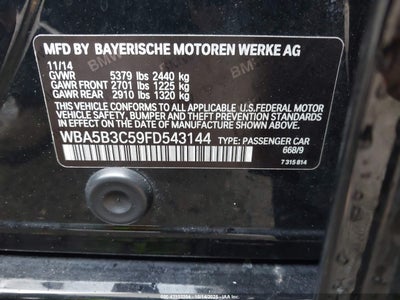 MFD BY BAYERISCHE MOTOREN WERKE AG
11/14
GVWR 5379 lbs 2440 kg
GAWR FRONT 2701 lbs 1225 kg
GAWR REAR 2910 lbs 1320 kg
THIS VEHICLE CONFORMS TO ALL APPLICABLE U.S. FEDERAL MOTOR
VEHICLE SAFETY, BUMPER AND THEFT PREVENTION STANDARDS
IN EFFECT ON THE DATE OF MANUFACTURE SHOWN ABOVE.
WBA5B3C59FD543144 TYPE: PASSENGER CAR
668/9
7 315 814